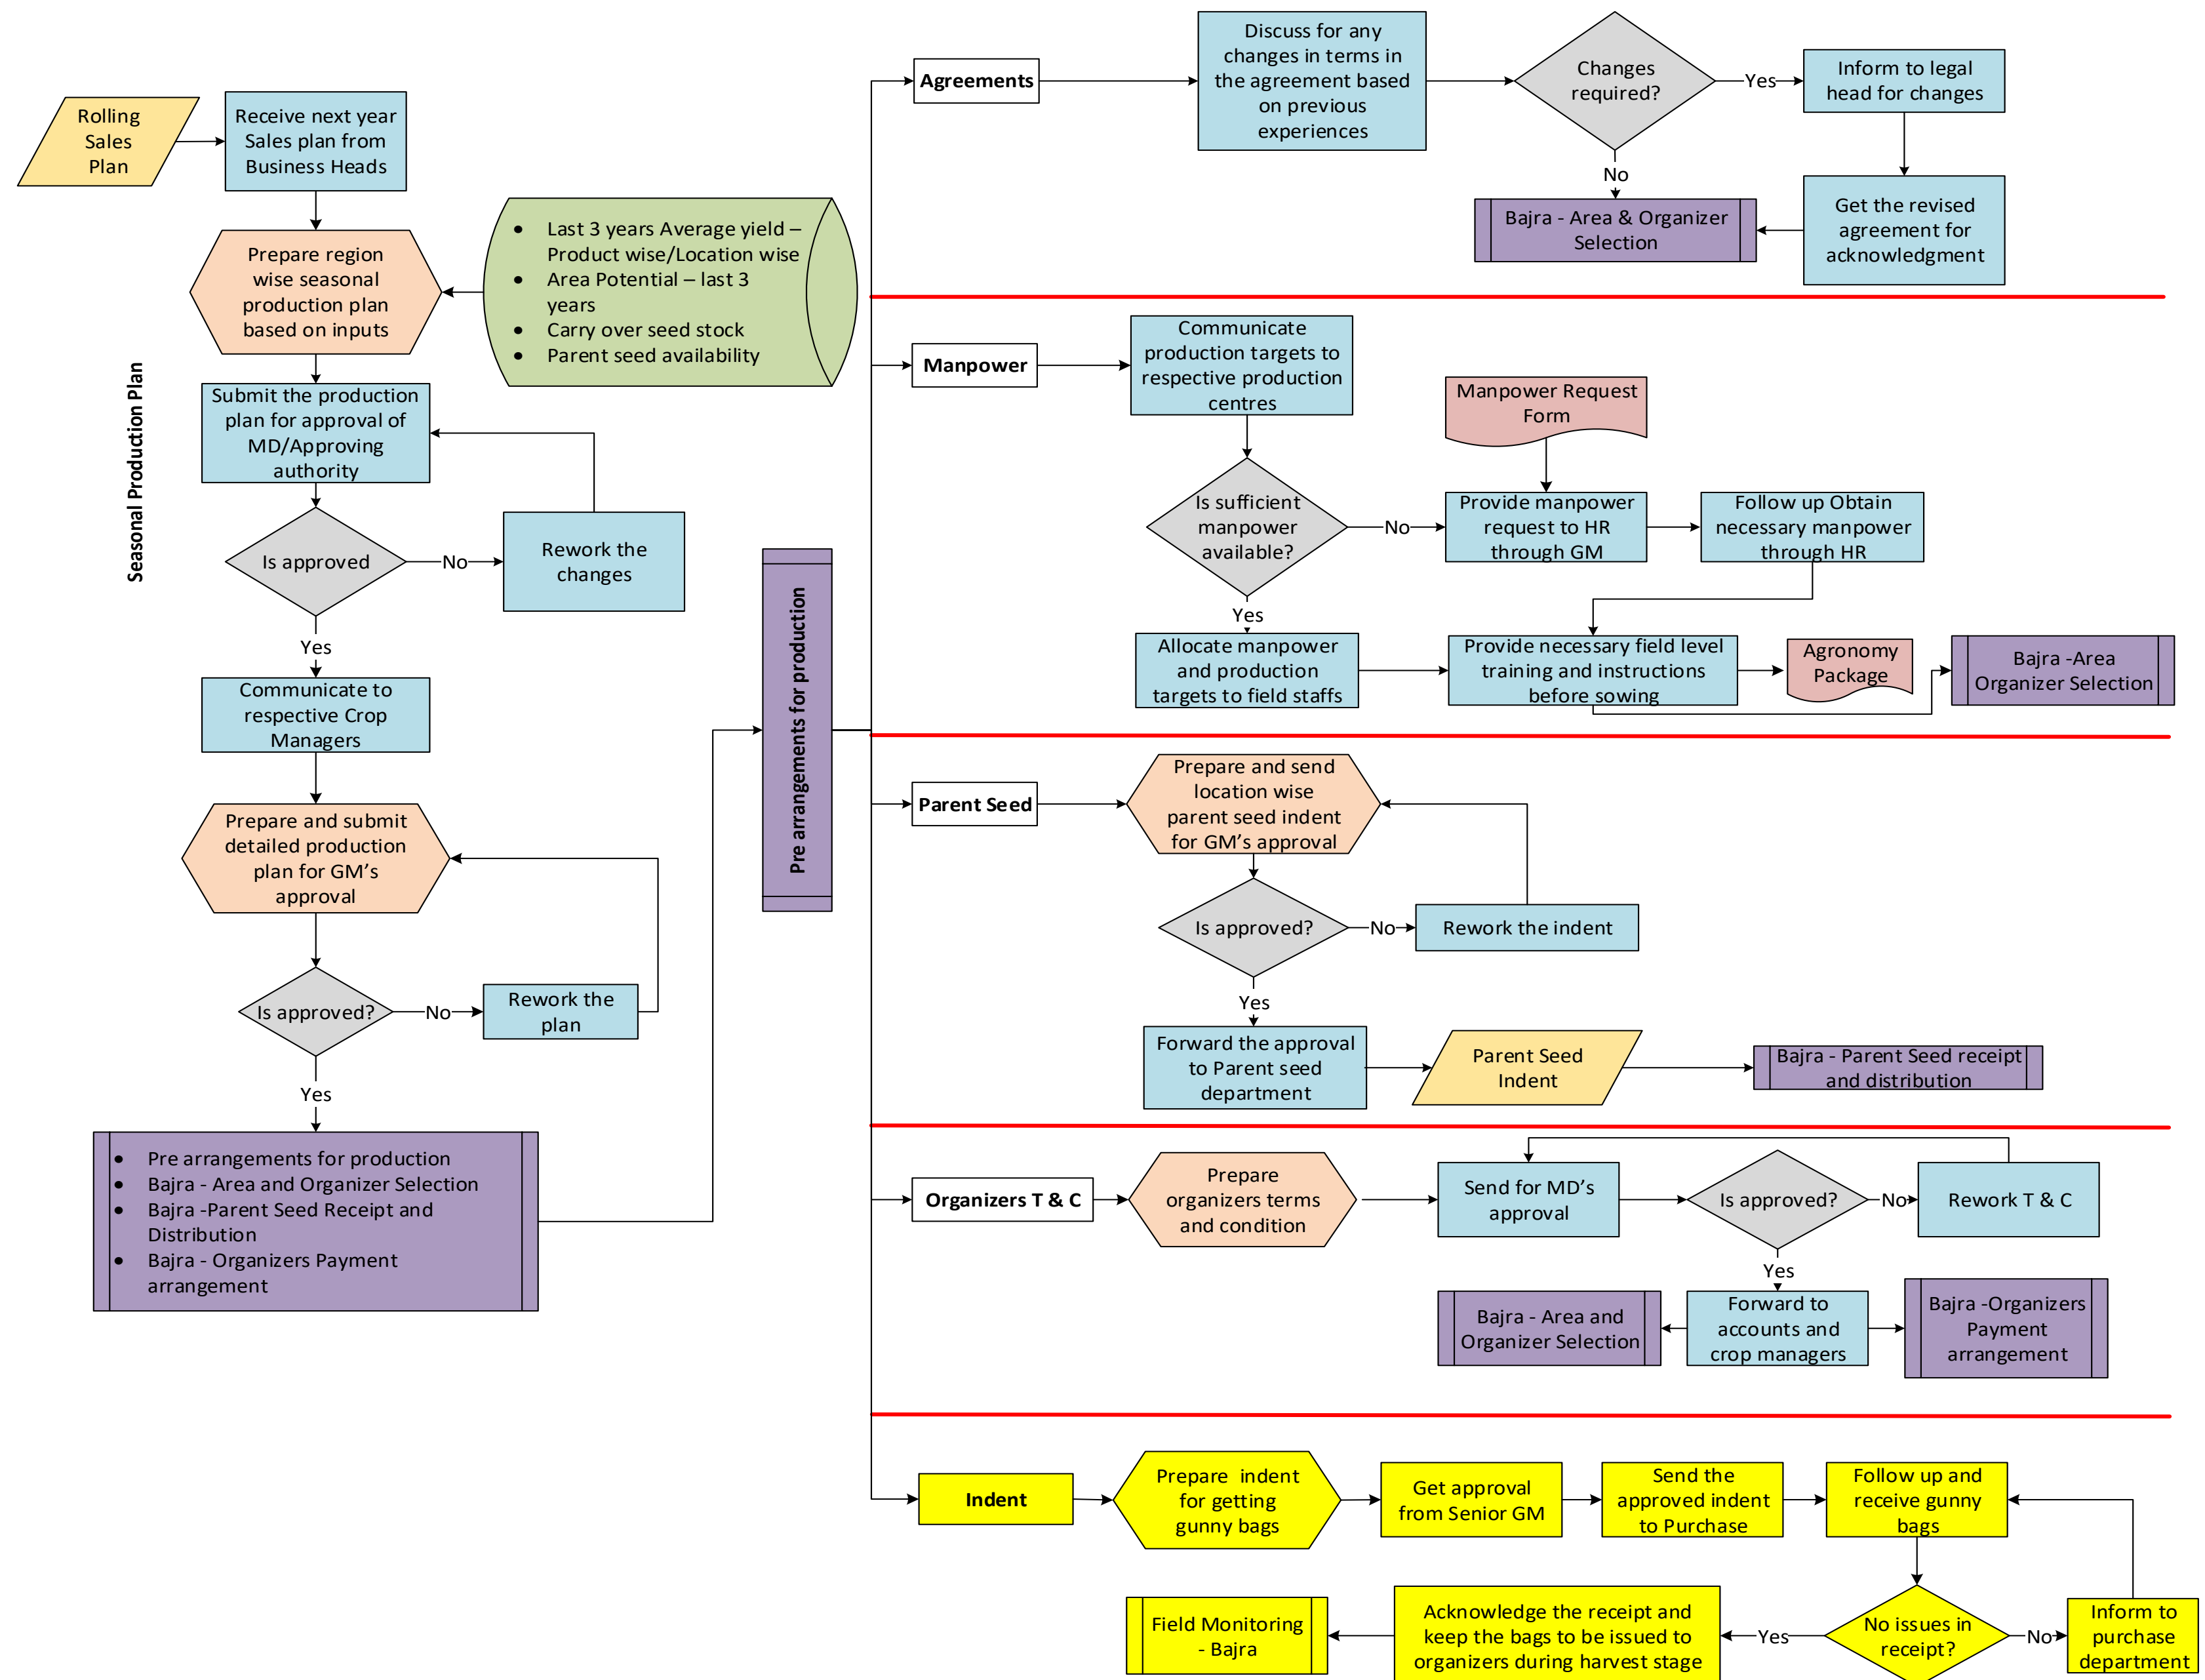 Seasonal Production Plan
Rolling
Sales
Plan
Receive next year
Sales plan from
Business Heads
Prepare region
wise seasonal
production plan
based on inputs
• Last 3 years Average yield –
Product wise/Location wise
• Area Potential – last 3
years
• Carry over seed stock
• Parent seed availability
Submit the production
plan for approval of
MD/Approving
authority
Is approved
No
Rework the
changes
Yes
Communicate to
respective Crop
Managers
Prepare and submit
detailed production
plan for GM’s
approval
Is approved?
No
Rework the
plan
Yes
• Pre arrangements for production
• Bajra - Area and Organizer Selection
• Bajra -Parent Seed Receipt and
Distribution
• Bajra - Organizers Payment
arrangement
Pre arrangements for production
Agreements
Discuss for any
changes in terms in
the agreement based
on previous
experiences
Changes
required?
Yes
Inform to legal
head for changes
No
Bajra - Area & Organizer
Selection
Get the revised
agreement for
acknowledgment
Manpower
Communicate
production targets to
respective production
centres
Manpower Request
Form
Is sufficient
manpower
available?
No
Provide manpower
request to HR
through GM
Follow up Obtain
necessary manpower
through HR
Yes
Allocate manpower
and production
targets to field staffs
Provide necessary field level
training and instructions
before sowing
Agronomy
Package
Bajra -Area
Organizer Selection
Parent Seed
Prepare and send
location wise
parent seed indent
for GM’s approval
Is approved?
No
Rework the indent
Yes
Forward the approval
to Parent seed
department
Parent Seed
Indent
Bajra - Parent Seed receipt
and distribution
Organizers T & C
Prepare
organizers terms
and condition
Send for MD’s
approval
Is approved?
No
Rework T & C
Yes
Bajra - Area and
Organizer Selection
Forward to
accounts and
crop managers
Bajra -Organizers
Payment
arrangement
Indent
Prepare indent
for getting
gunny bags
Get approval
from Senior GM
Send the
approved indent
to Purchase
Follow up and
receive gunny
bags
Field Monitoring
- Bajra
Acknowledge the receipt and
keep the bags to be issued to
organizers during harvest stage
Yes
No issues in
receipt?
No
Inform to
purchase
department